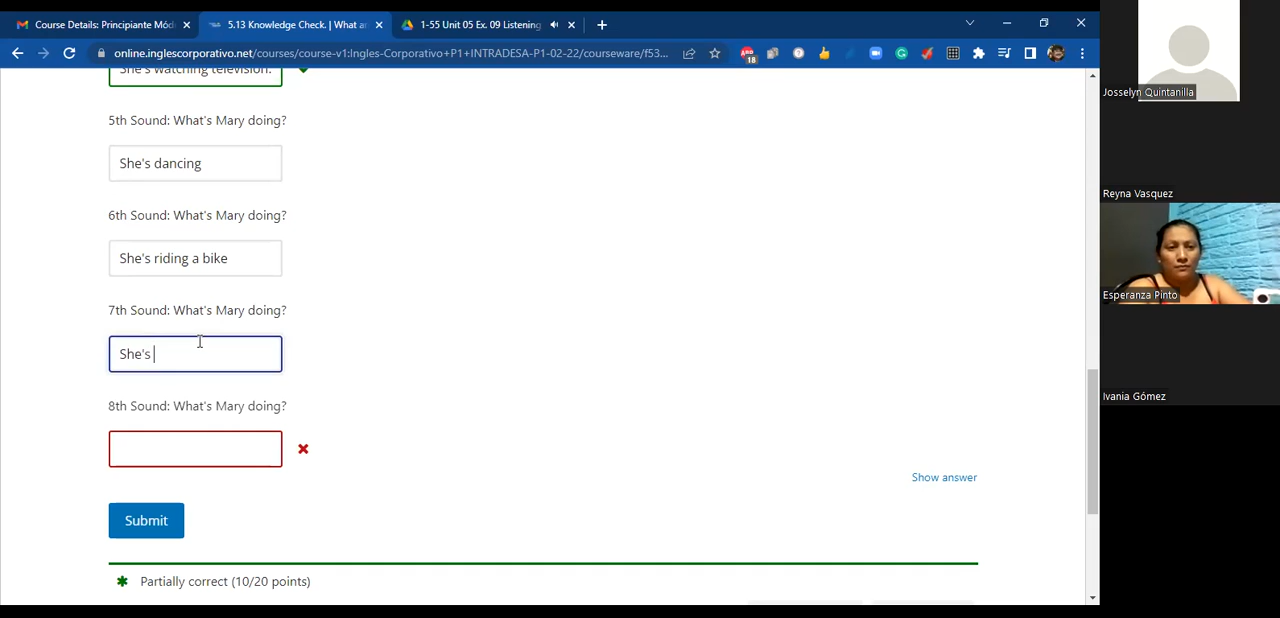 Course Details: Principiante Mód
5.13 Knowledge Check. | What ar
1-55 Unit 05 Ex. 09 Listening
online.inglescorporativo.net/courses/course-v1:Ingles-Corporativo+P1+INTRADESA-P1-02-22/courseware/f53...
18
She's watching television.
5th Sound: What's Mary doing?
She's dancing
6th Sound: What's Mary doing?
She's riding a bike
7th Sound: What's Mary doing?
She's
8th Sound: What's Mary doing?
Show answer
Submit
Partially correct (10/20 points)
Josselyn Quintanilla
Reyna Vasquez
Esperanza Pinto
Ivania Gómez